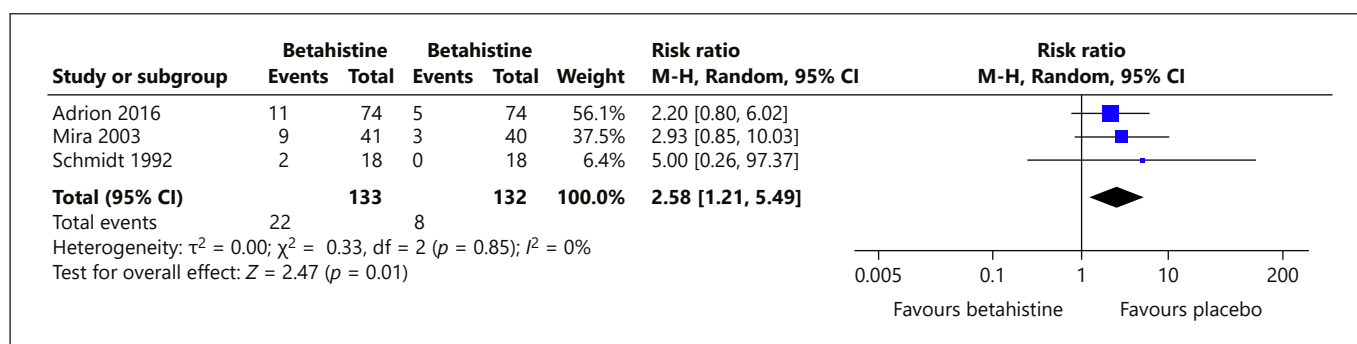 Betahistine Betahistine Risk ratio Risk ratio
Study or subgroup Events Total Events Total Weight M-H, Random, 95% CI M-H, Random, 95% CI
Adrion 2016 11 74 5 74 56.1% 2.20 [0.80, 6.02]
Mira 2003 9 41 3 40 37.5% 2.93 [0.85, 10.03]
Schmidt 1992 2 18 0 18 6.4% 5.00 [0.26, 97.37]
Total (95% CI) 133 132 100.0% 2.58 [1.21, 5.49]
Total events 22 8
Heterogeneity: τ² = 0.00; χ² = 0.33, df = 2 (p = 0.85); I² = 0%
Test for overall effect: Z = 2.47 (p = 0.01)
0.005 0.1 1 10 200
Favours betahistine Favours placebo